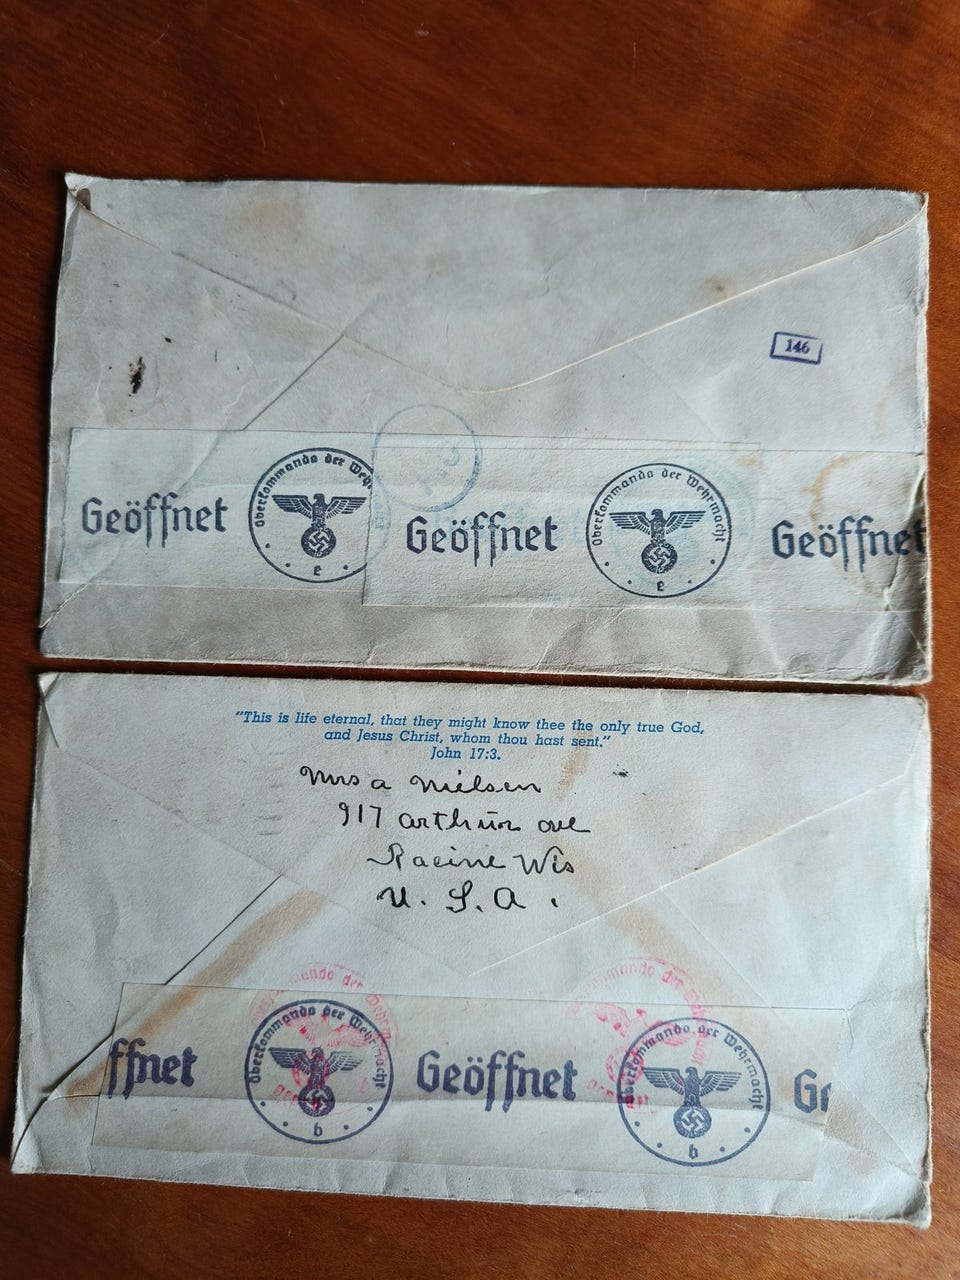 146
Geöffnet
Oberkommando der Wehr
e
Geöffnet
Oberkommando der Wehrmacht
e
Geöffnet
"This is life eternal, that they might know thee the only true God,
and Jesus Christ, whom thou hast sent."
John 17:3.
Mrs a Nielsen
917 arthur ave
Racine Wis
U. S. A.
ffnet
Oberkommando der Wehrmacht
b
Geöffnet
Oberkommando der Wehrmacht
b
Ge